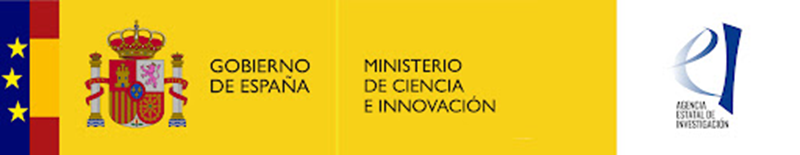 GOBIERNO
DE ESPAÑA
MINISTERIO
DE CIENCIA
E INNOVACIÓN
AGENCIA
ESTATAL DE
INVESTIGACIÓN